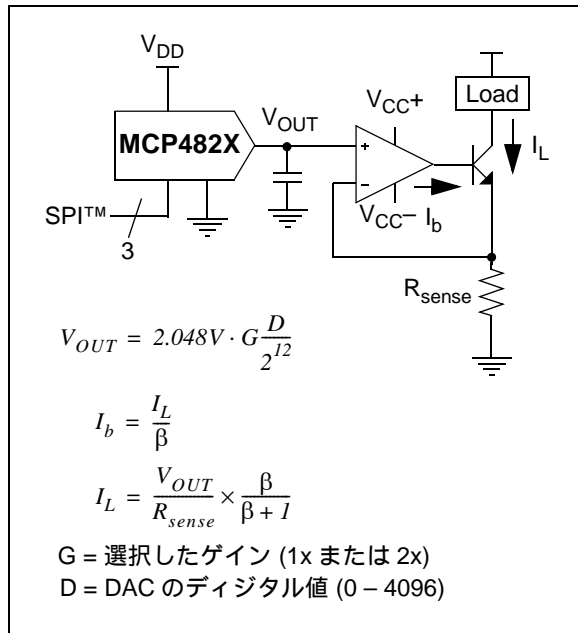 V_DD
MCP482X
V_OUT
V_CC+
Load
I_L
+
–
V_CC– I_b
SPI™
3
R_sense
V_OUT = 2.048V · G D/2^12
I_b = I_L/β
I_L = V_OUT/R_sense × β/(β + 1)
G = 選択したゲイン (1x または 2x)
D = DAC のディジタル値 (0 – 4096)